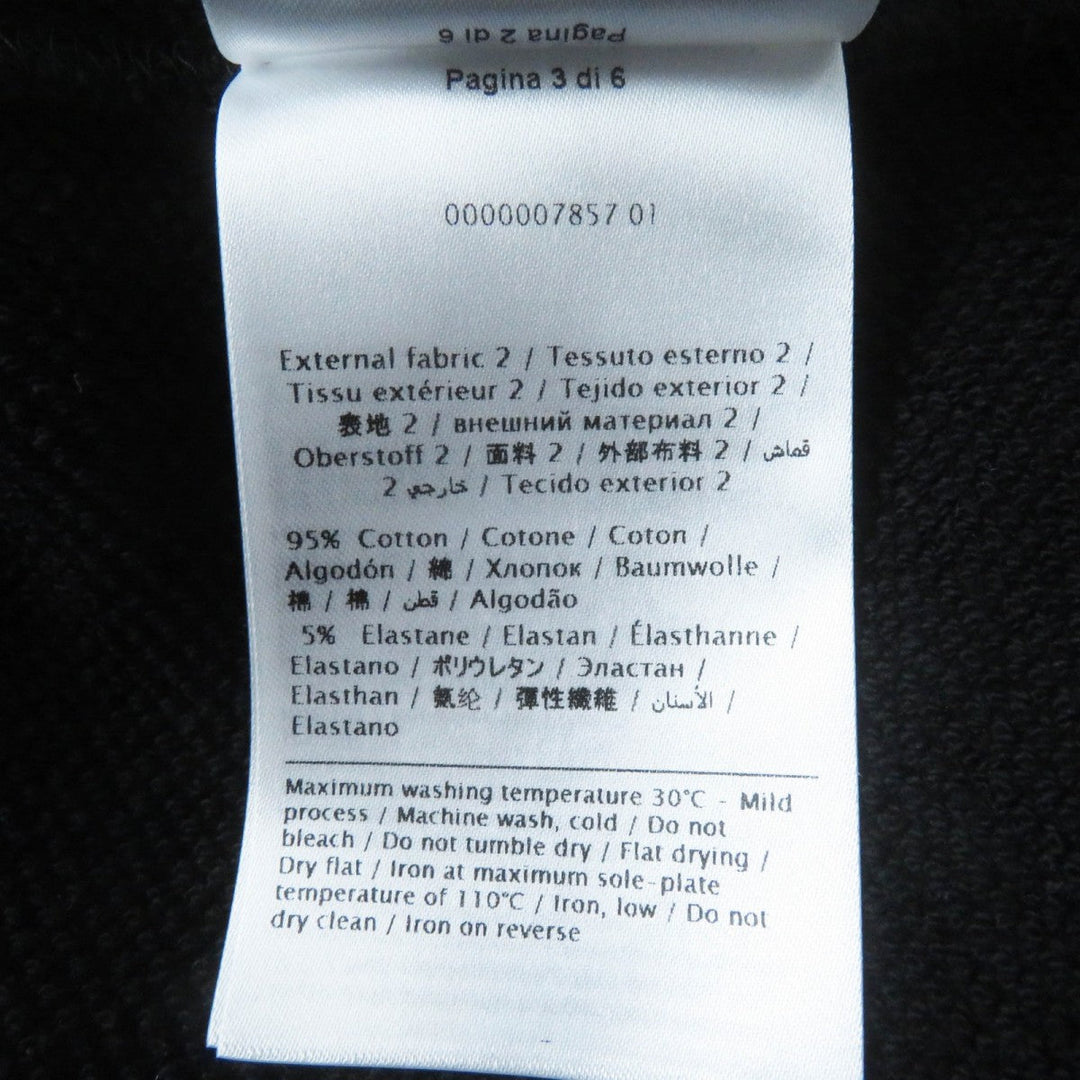 Pagina 2 di 6
Pagina 3 di 6
0000007857 01
External fabric 2 / Tessuto esterno 2 /
Tissu extérieur 2 / Tejido exterior 2 /
表地 2 / внешний материал 2 /
Oberstoff 2 / 面料 2 / 外部布料 2 / قماش
خارجي 2 / Tecido exterior 2
95% Cotton / Cotone / Coton /
Algodón / 綿 / Хлопок / Baumwolle /
棉 / 棉 / قطن / Algodão
5% Elastane / Elastan / Élasthanne /
Elastano / ポリウレタン / Эластан /
Elasthan / 氨纶 / 彈性纖維 / الأستان /
Elastano
Maximum washing temperature 30°C - Mild
process / Machine wash, cold / Do not
bleach / Do not tumble dry / Flat drying /
Dry flat / Iron at maximum sole-plate
temperature of 110°C / Iron, low / Do not
dry clean / Iron on reverse